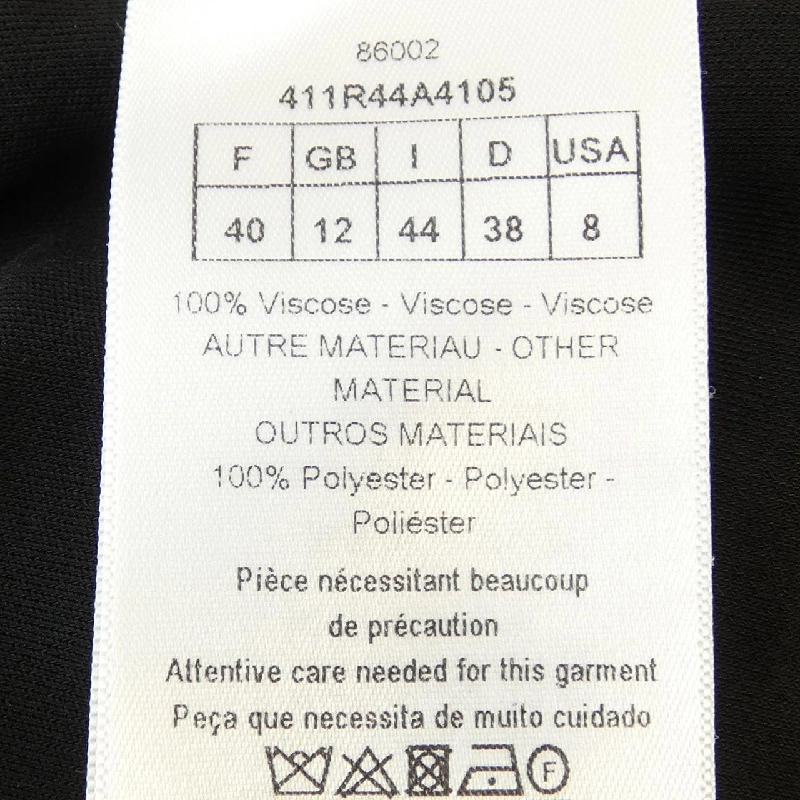 86002
411R44A4105
F GB I D USA
40 12 44 38 8
100% Viscose - Viscose - Viscose
AUTRE MATERIAU - OTHER
MATERIAL
OUTROS MATERIAIS
100% Polyester - Polyester -
Poliéster
Pièce nécessitant beaucoup
de précaution
Attentive care needed for this garment
Peça que necessita de muito cuidado
F